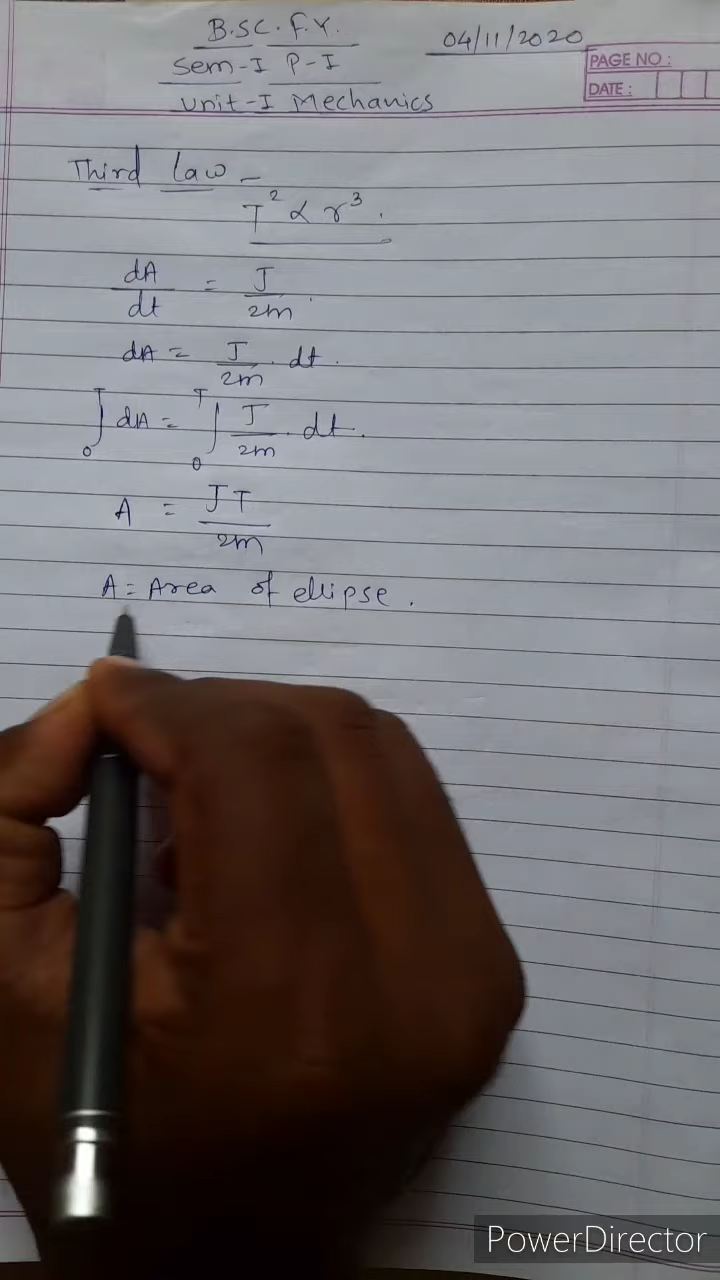 B.Sc. F.Y. 04/11/2020
Sem-I P-I
PAGE NO :
DATE :
Unit-I Mechanics
Third Law -
T² ∝ r³.
dA/dt = J/2m.
dA = J/2m . dt.
∫₀ᵀ dA = ∫₀ᵀ J/2m . dt.
A = JT/2m
A = Area of ellipse.
PowerDirector